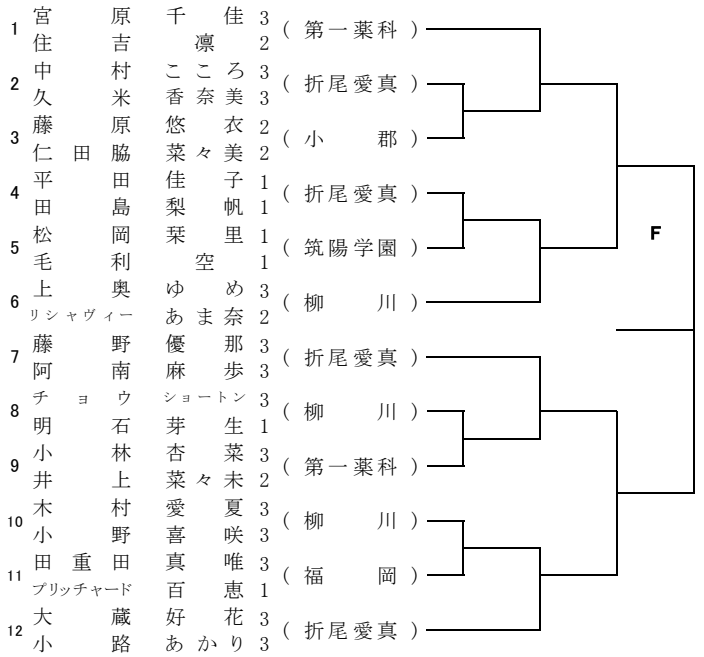 宮原千佳 3
1 (第一薬科)
住吉凛 2
中村こころ 3
2 (折尾愛真)
久米香奈美 3
藤原悠衣 2
3 (小郡)
仁田脇菜々美 2
平田佳子 1
4 (折尾愛真)
田島梨帆 1
松岡栞里 1
5 (筑陽学園)
毛利空 1
上奥ゆめ 3
6 (柳川)
リシャヴィーあま奈 2
F
藤野優那 3
7 (折尾愛真)
阿南麻歩 3
チョウショートン 3
8 (柳川)
明石芽生 1
小林杏菜 3
9 (第一薬科)
井上菜々未 2
木村愛夏 3
10 (柳川)
小野喜咲 3
田重田真唯 3
11 (福岡)
プリッチャード百恵 1
大蔵好花 3
12 (折尾愛真)
小路あかり 3